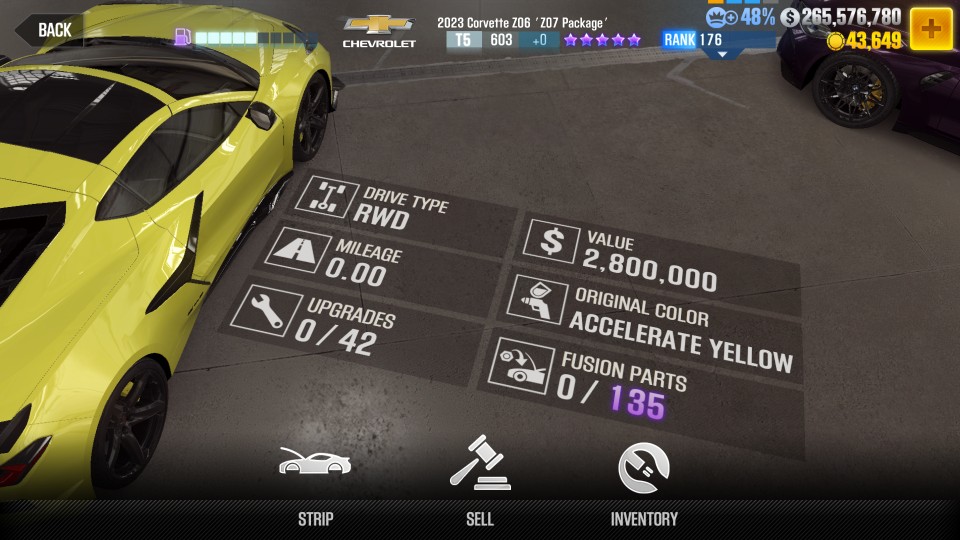 BACK
CHEVROLET
2023 Corvette Z06 'Z07 Package'
T5 603 +0
RANK 176
48%
$ 265,576,780
43,649
DRIVE TYPE
RWD
MILEAGE
0.00
UPGRADES
0 / 42
$ VALUE
2,800,000
ORIGINAL COLOR
ACCELERATE YELLOW
FUSION PARTS
0 / 135
STRIP
SELL
INVENTORY